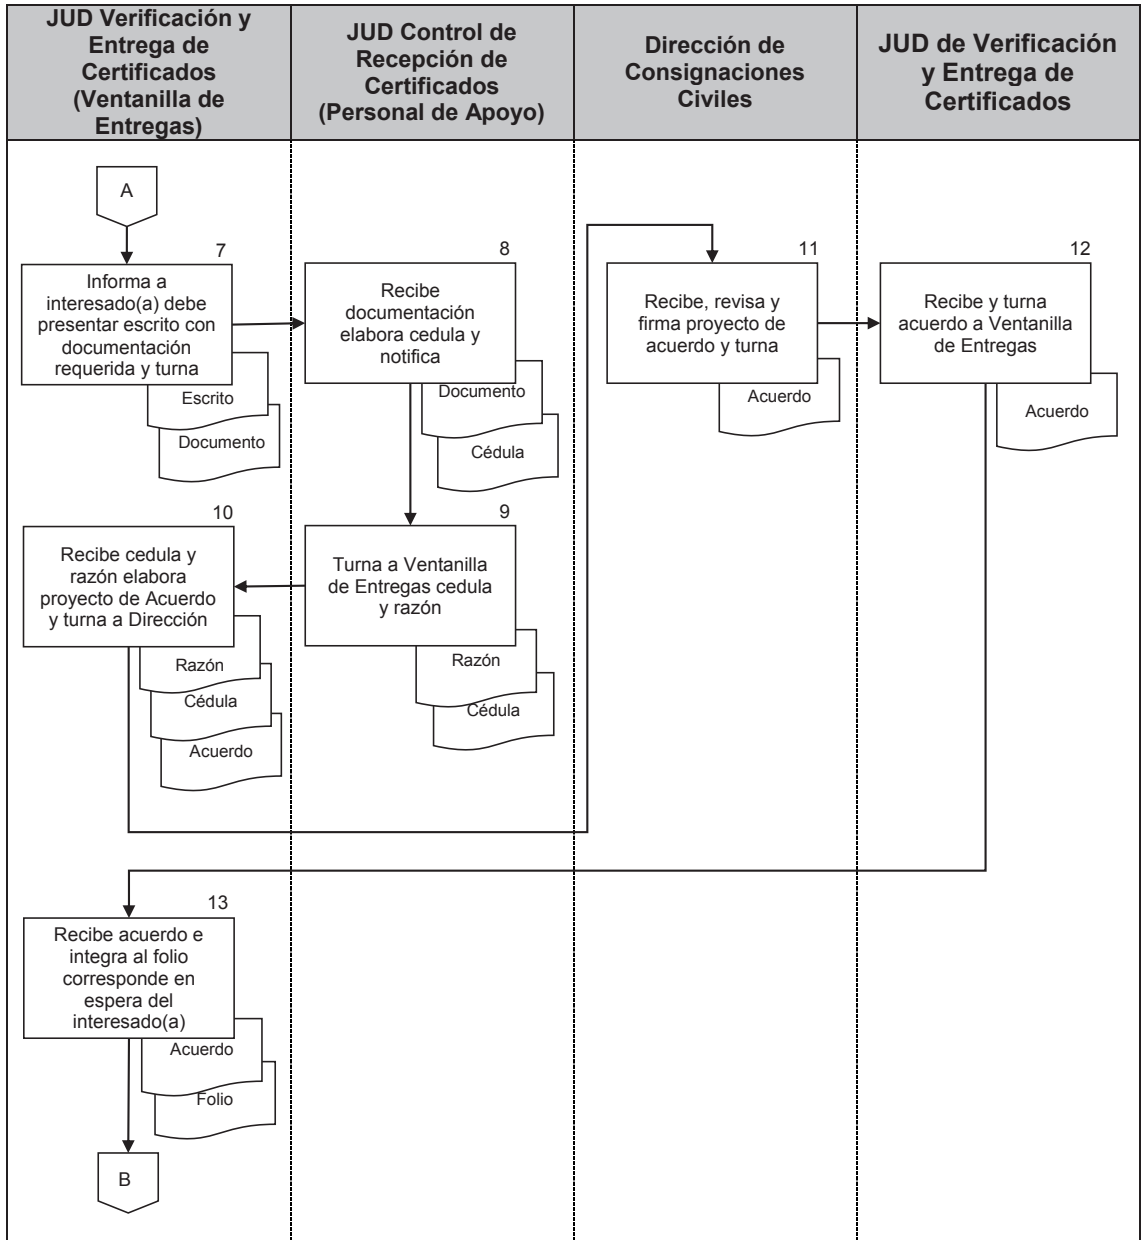 JUD Verificación y
Entrega de
Certificados
(Ventanilla de
Entregas)
JUD Control de
Recepción de
Certificados
(Personal de Apoyo)
Dirección de
Consignaciones
Civiles
JUD de Verificación
y Entrega de
Certificados
A
7
Informa a
interesado(a) debe
presentar escrito con
documentación
requerida y turna
Escrito
Documento
8
Recibe
documentación
elabora cedula y
notifica
Documento
Cédula
11
Recibe, revisa y
firma proyecto de
acuerdo y turna
Acuerdo
12
Recibe y turna
acuerdo a Ventanilla
de Entregas
Acuerdo
10
Recibe cedula y
razón elabora
proyecto de Acuerdo
y turna a Dirección
Razón
Cédula
Acuerdo
9
Turna a Ventanilla
de Entregas cedula
y razón
Razón
Cédula
13
Recibe acuerdo e
integra al folio
corresponde en
espera del
interesado(a)
Acuerdo
Folio
B